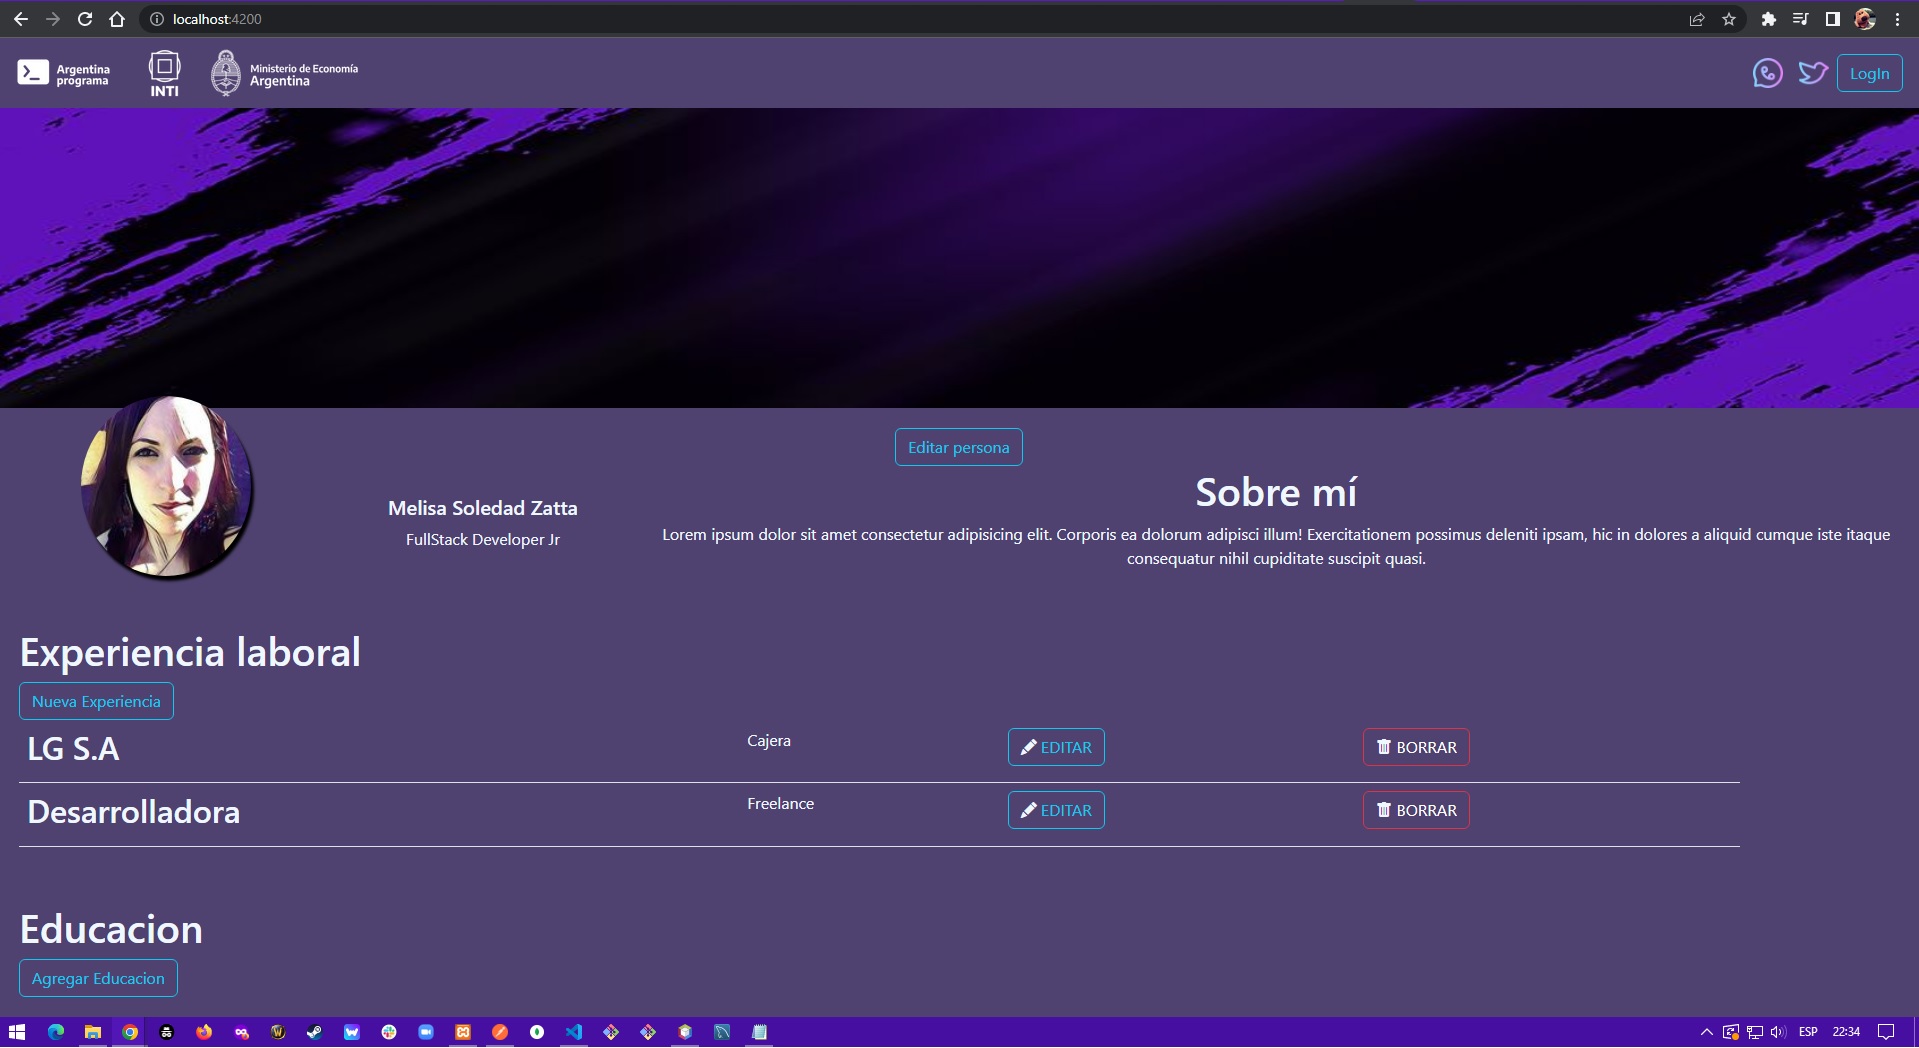 localhost:4200
Argentina
programa
INTI
Ministerio de Economía
Argentina
LogIn
Editar persona
Sobre mí
Melisa Soledad Zatta
FullStack Developer Jr
Lorem ipsum dolor sit amet consectetur adipisicing elit. Corporis ea dolorum adipisci illum! Exercitationem possimus deleniti ipsam, hic in dolores a aliquid cumque iste itaque
consequatur nihil cupiditate suscipit quasi.
Experiencia laboral
Nueva Experiencia
LG S.A Cajera EDITAR BORRAR
Desarrolladora Freelance EDITAR BORRAR
Educacion
Agregar Educacion
ESP 22:34